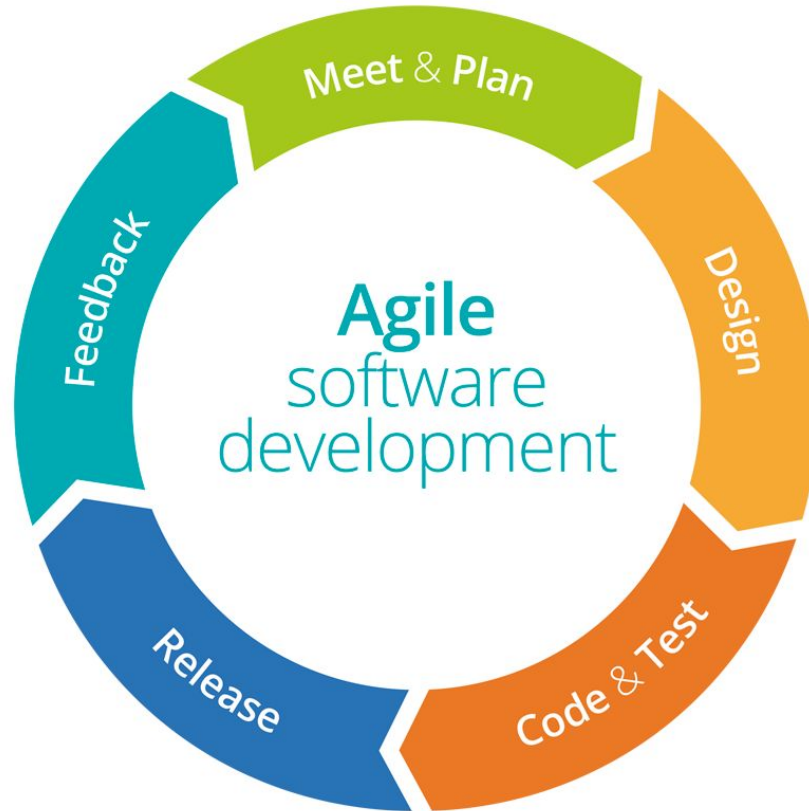 Meet & Plan
Design
Code & Test
Release
Feedback
Agile
software
development